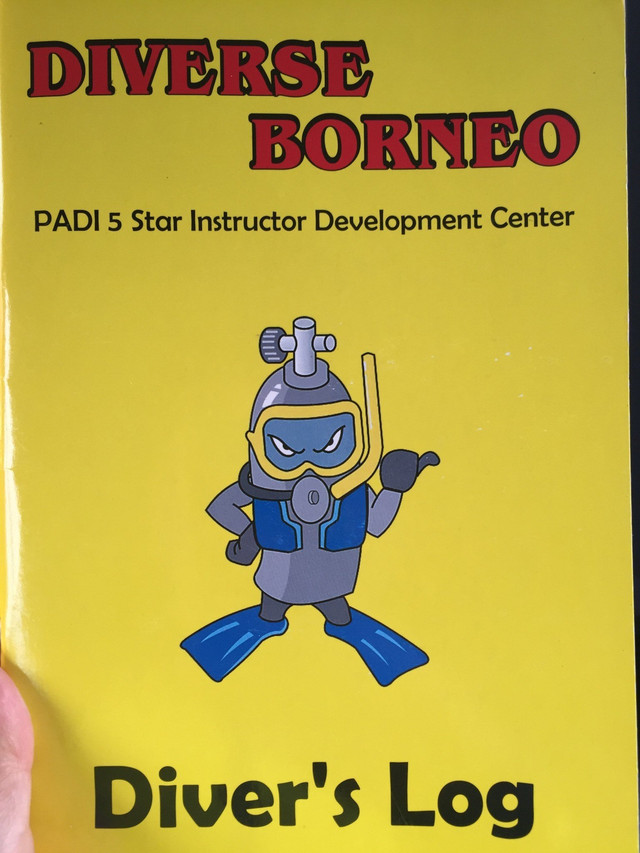 DIVERSE
BORNEO
PADI 5 Star Instructor Development Center
Diver's Log